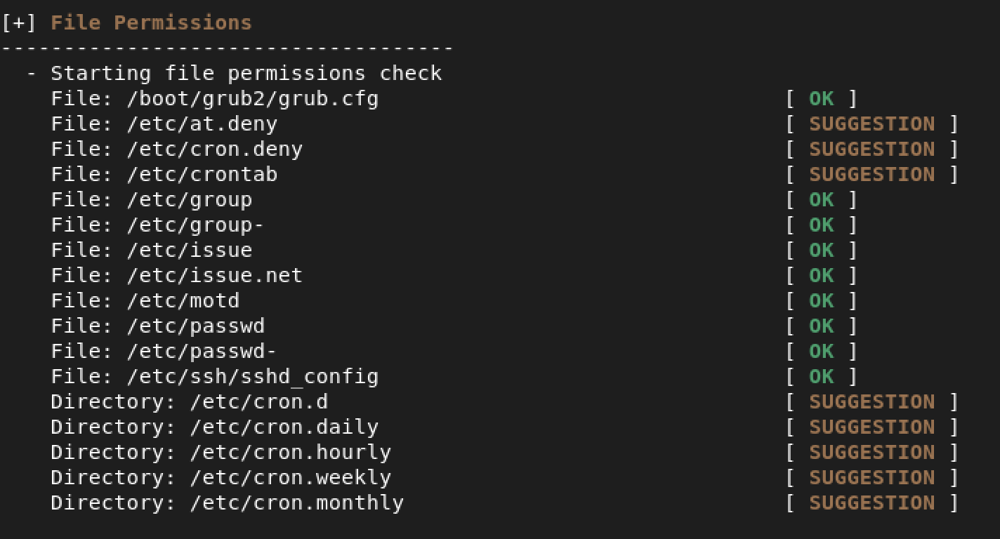 [+] File Permissions
------------------------------------
  - Starting file permissions check
    File: /boot/grub2/grub.cfg                                [ OK ]
    File: /etc/at.deny                                        [ SUGGESTION ]
    File: /etc/cron.deny                                      [ SUGGESTION ]
    File: /etc/crontab                                        [ SUGGESTION ]
    File: /etc/group                                          [ OK ]
    File: /etc/group-                                         [ OK ]
    File: /etc/issue                                          [ OK ]
    File: /etc/issue.net                                      [ OK ]
    File: /etc/motd                                           [ OK ]
    File: /etc/passwd                                         [ OK ]
    File: /etc/passwd-                                        [ OK ]
    File: /etc/ssh/sshd_config                                [ OK ]
    Directory: /etc/cron.d                                    [ SUGGESTION ]
    Directory: /etc/cron.daily                                [ SUGGESTION ]
    Directory: /etc/cron.hourly                               [ SUGGESTION ]
    Directory: /etc/cron.weekly                               [ SUGGESTION ]
    Directory: /etc/cron.monthly                              [ SUGGESTION ]